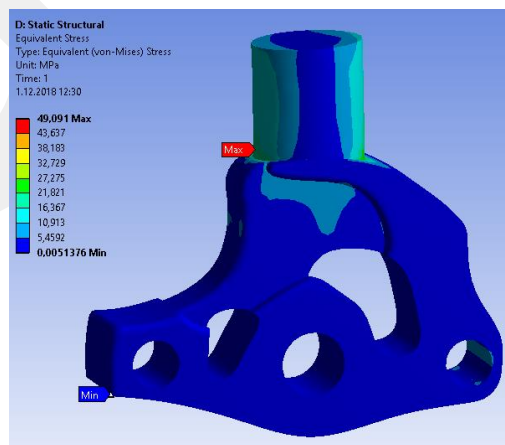 D: Static Structural
Equivalent Stress
Type: Equivalent (von-Mises) Stress
Unit: MPa
Time: 1
1.12.2018 12:30
49,091 Max
43,637
38,183
32,729
27,275
21,821
16,367
10,913
5,4592
0,0051376 Min
Max
Min